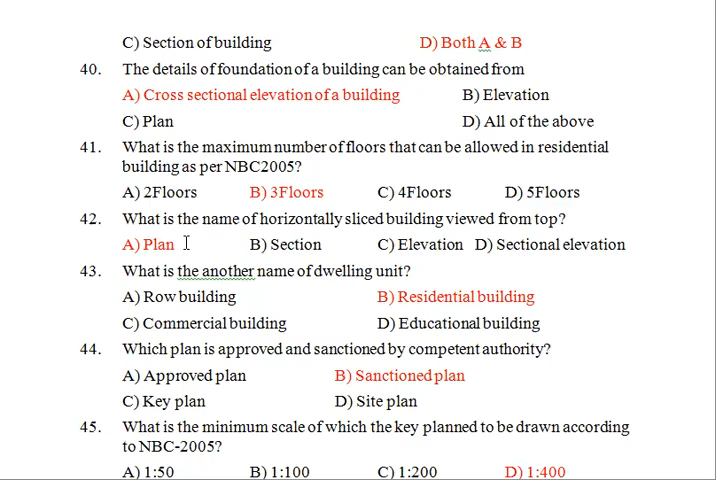 C) Section of building D) Both A & B
40. The details of foundation of a building can be obtained from
A) Cross sectional elevation of a building B) Elevation
C) Plan D) All of the above
41. What is the maximum number of floors that can be allowed in residential
building as per NBC2005?
A) 2Floors B) 3Floors C) 4Floors D) 5Floors
42. What is the name of horizontally sliced building viewed from top?
A) Plan B) Section C) Elevation D) Sectional elevation
43. What is the another name of dwelling unit?
A) Row building B) Residential building
C) Commercial building D) Educational building
44. Which plan is approved and sanctioned by competent authority?
A) Approved plan B) Sanctioned plan
C) Key plan D) Site plan
45. What is the minimum scale of which the key planned to be drawn according
to NBC-2005?
A) 1:50 B) 1:100 C) 1:200 D) 1:400